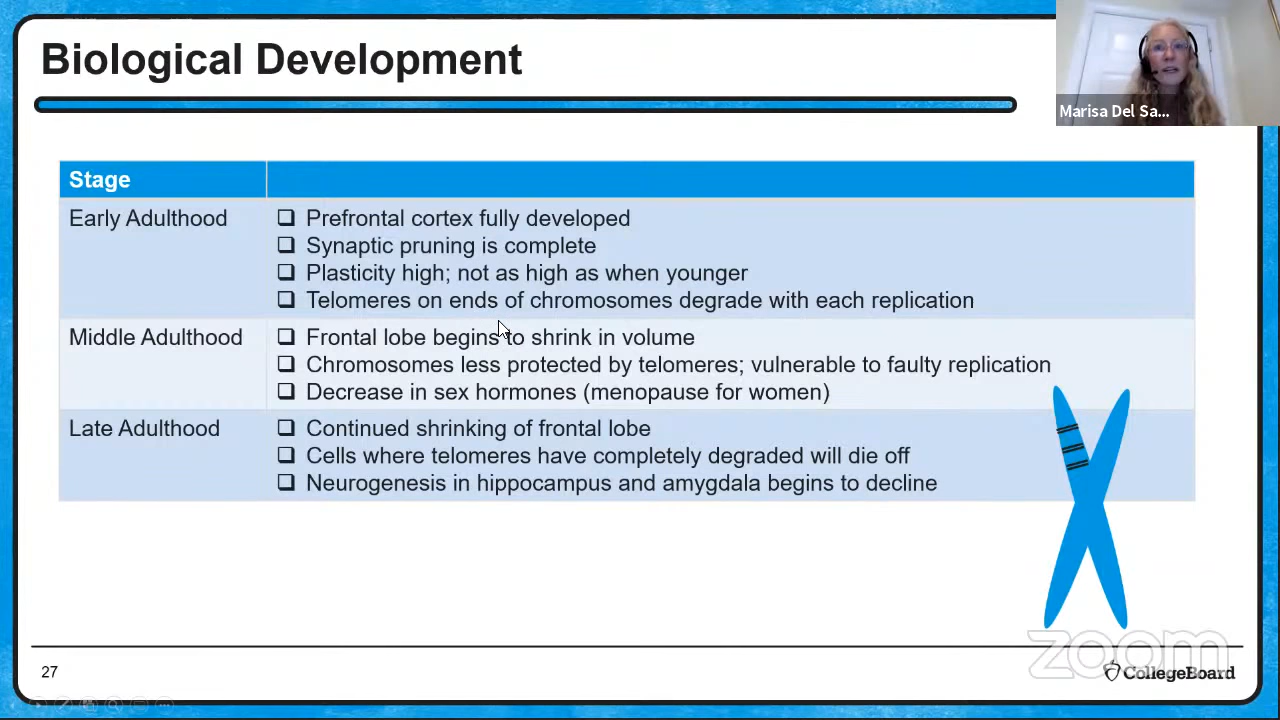 Biological Development
Marisa Del Sa...
Stage
Early Adulthood
❑ Prefrontal cortex fully developed
❑ Synaptic pruning is complete
❑ Plasticity high; not as high as when younger
❑ Telomeres on ends of chromosomes degrade with each replication
Middle Adulthood
❑ Frontal lobe begins to shrink in volume
❑ Chromosomes less protected by telomeres; vulnerable to faulty replication
❑ Decrease in sex hormones (menopause for women)
Late Adulthood
❑ Continued shrinking of frontal lobe
❑ Cells where telomeres have completely degraded will die off
❑ Neurogenesis in hippocampus and amygdala begins to decline
zoom
27
CollegeBoard